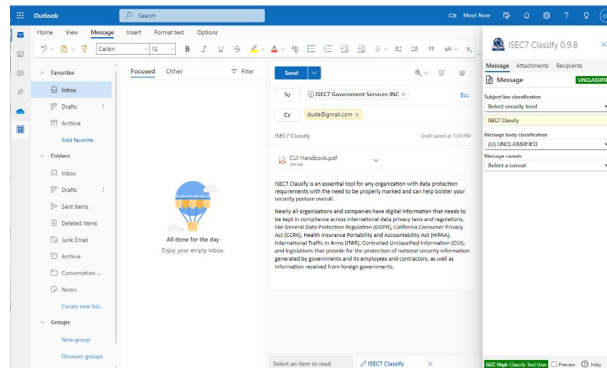 Outlook
Search
Meet Now
Home View Message Insert Format text Options
Calibri 12
Favorites
Inbox
Drafts 1
Archive
Add favorite
Folders
Inbox
Drafts 1
Sent Items
Deleted Items
Junk Email
Archive
Conversation ...
Notes
Create new fol...
Groups
New group
Discover groups
Focused Other Filter
All done for the day
Enjoy your empty inbox.
Send
To ISEC7 Government Services INC Bcc
Cc dude@gmail.com
ISEC7 Classify Draft saved at 1:34 PM
CUI Handbook.pdf
ISEC7 Classify is an essential tool for any organization with data protection
requirements with the need to be properly marked and can help bolster your
security posture overall.
Nearly all organizations and companies have digital information that needs to
be kept in compliance across international data privacy laws and regulations,
like General Data Protection Regulation (GDPR), California Consumer Privacy
Act (CCPA), Health Insurance Portability and Accountability Act (HIPAA),
International Traffic in Arms (ITAR), Controlled Unclassified Information (CUI),
and legislations that provide for the protection of national security information
generated by governments and its employees and contractors, as well as
information received from foreign governments.
Select an item to read ISEC7 Classify
ISEC7 Classify 0.9.8
Message Attachments Recipients
Message UNCLASSIFIE
Subject line classification
Select security level
ISEC7 Classify
Message body classification
(U) UNCLASSIFIED
Message caveats
Select a caveat
GCC High Classify Test User Preview Help